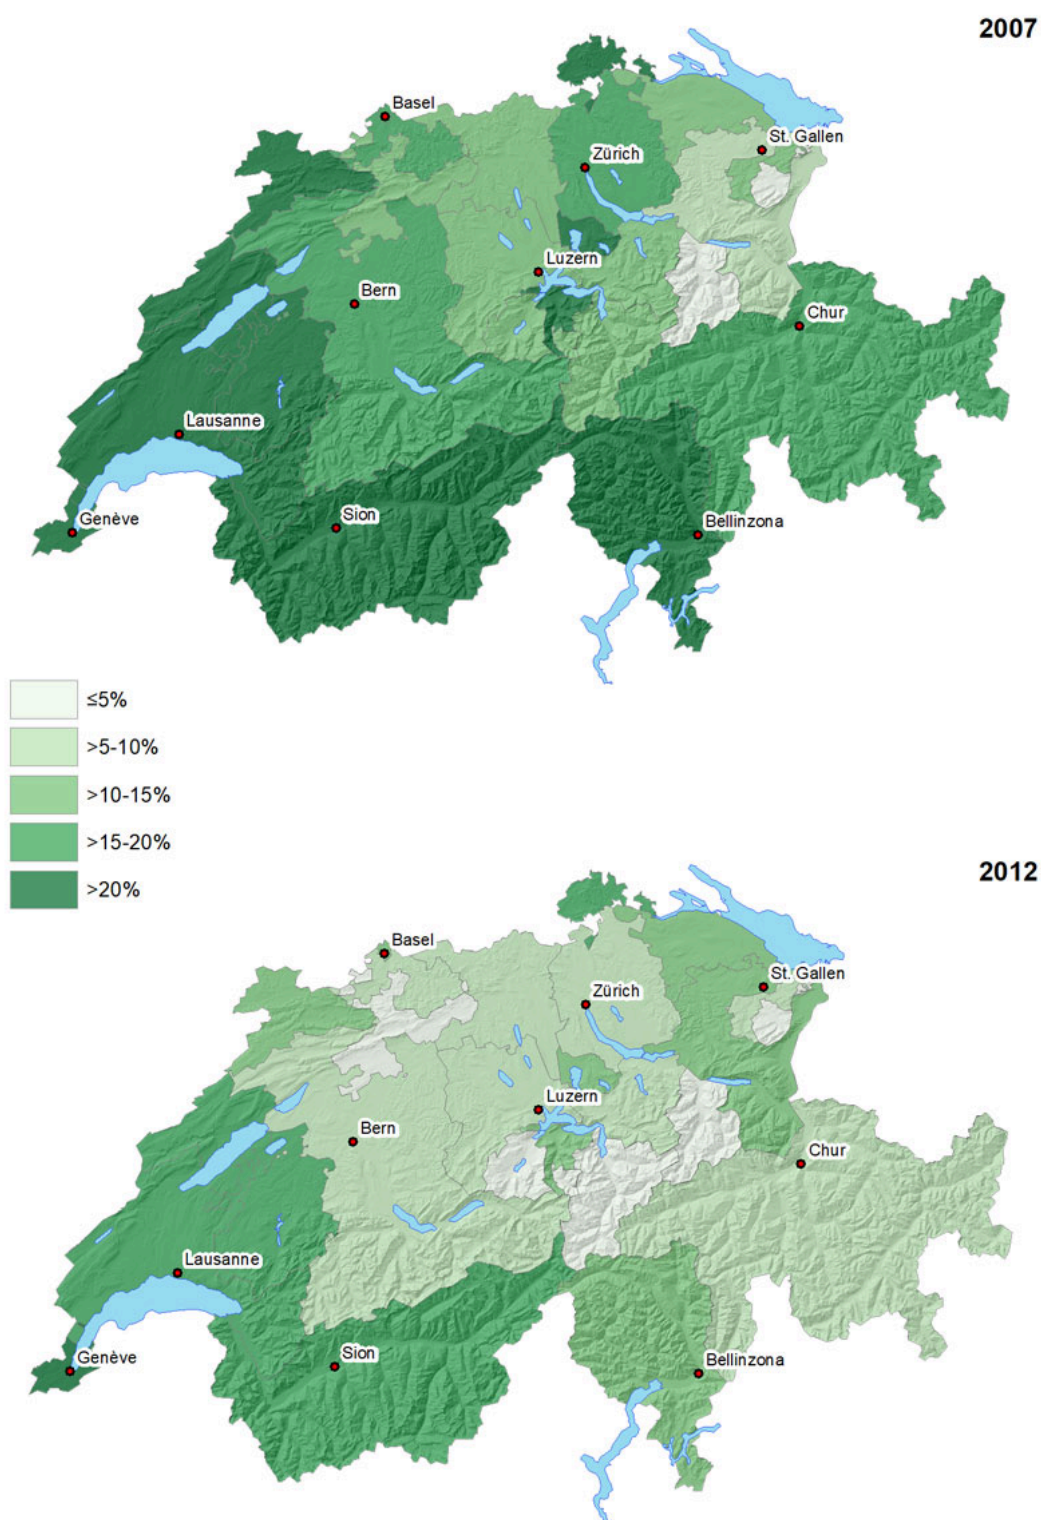 2007
Basel
St. Gallen
Zürich
Luzern
Bern
Chur
Lausanne
Genève
Sion
Bellinzona
≤5%
>5-10%
>10-15%
>15-20%
>20%
2012
Basel
St. Gallen
Zürich
Luzern
Bern
Chur
Lausanne
Genève
Sion
Bellinzona